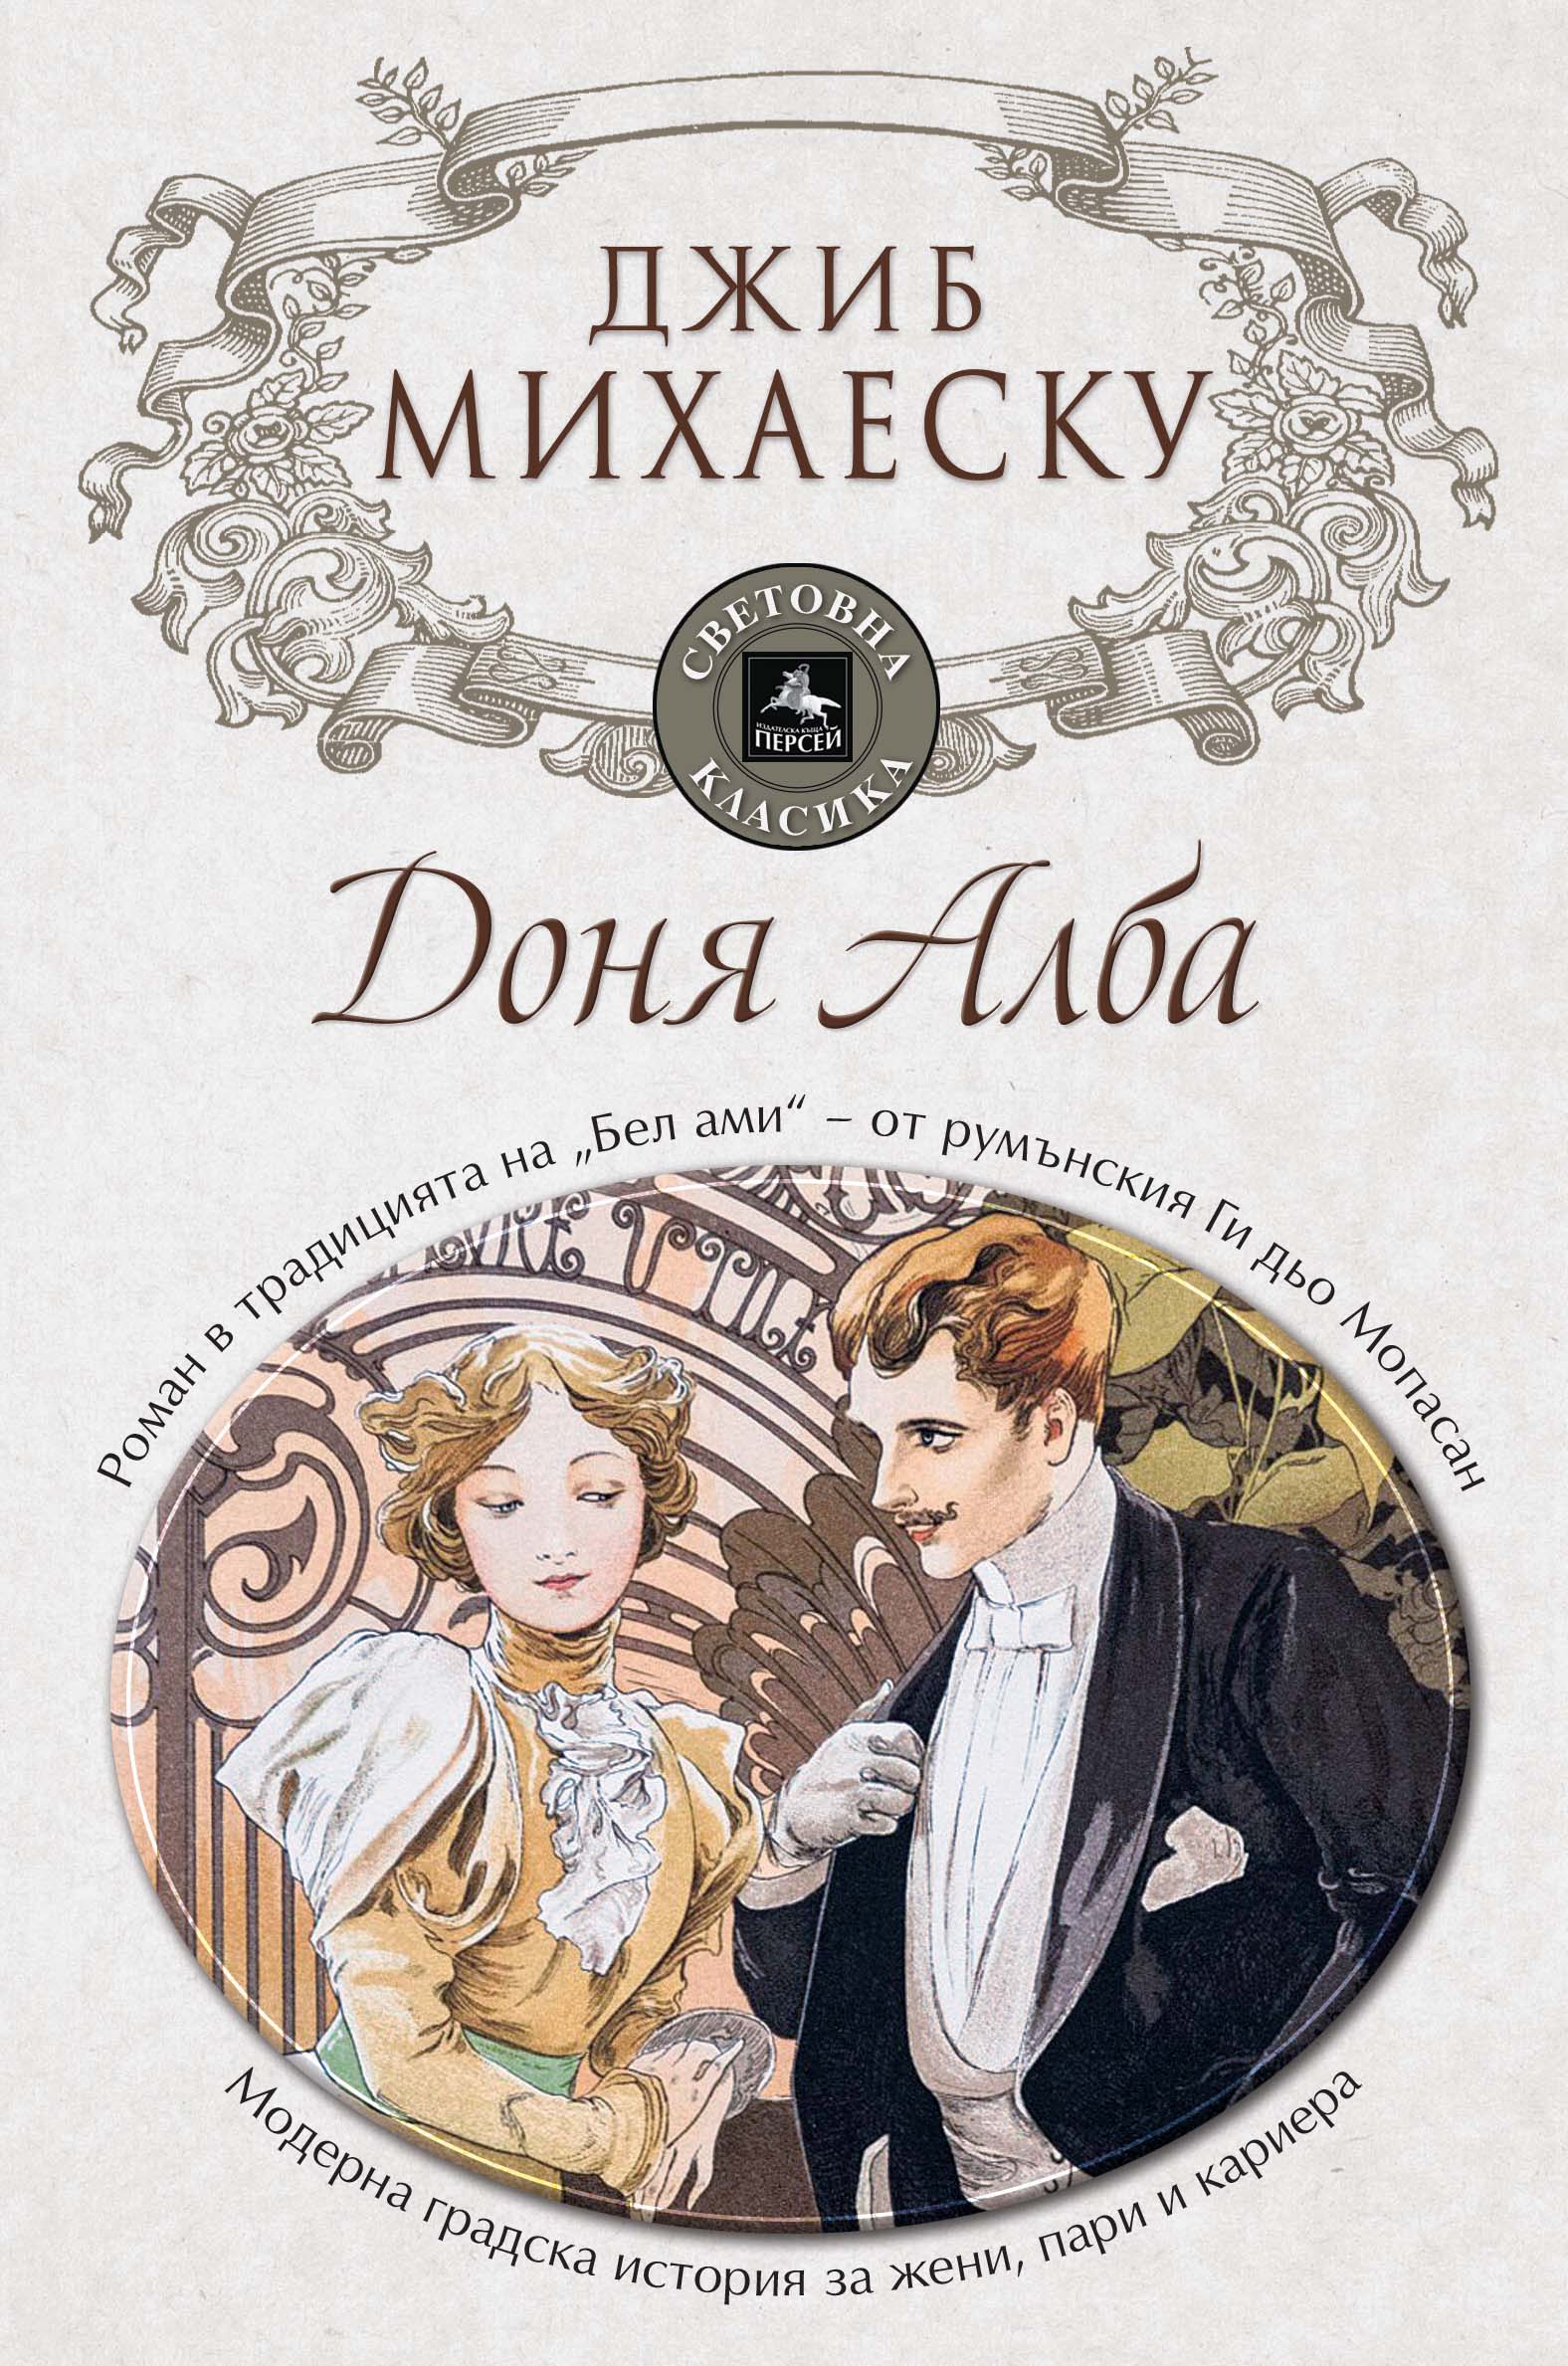 ДЖИБ
МИХАЕСКУ
СВЕТОВНА
ИЗДАТЕЛСКА КЪЩА
ПЕРСЕЙ
КЛАСИКА
Доня Алба
Роман в традицията на „Бел ами“ – от румънския Ги дьо Мопасан
UTILE
Модерна градска история за жени, пари и кариера